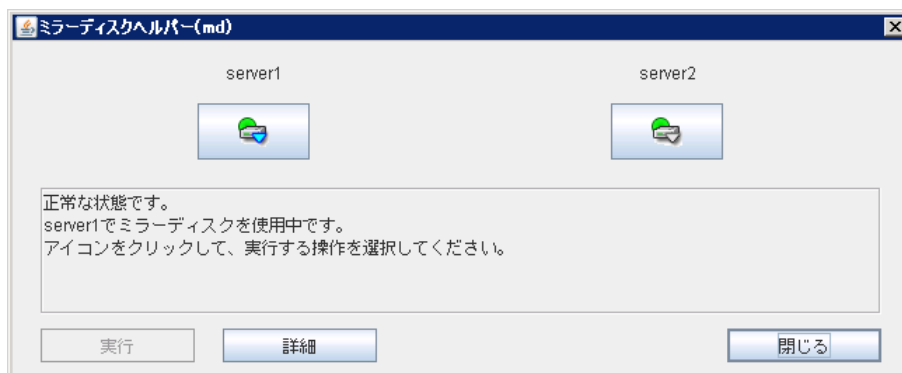 ミラーディスクヘルパー(md)
server1
server2
正常な状態です。
server1でミラーディスクを使用中です。
アイコンをクリックして、実行する操作を選択してください。
実行
詳細
閉じる